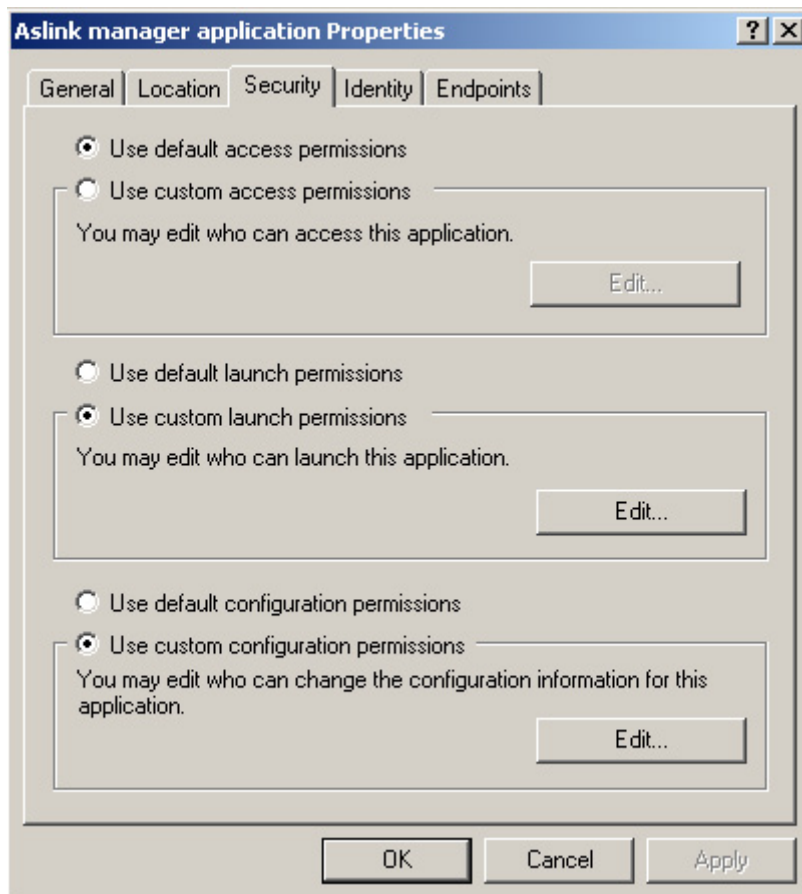 Aslink manager application Properties
General Location Security Identity Endpoints
Use default access permissions
Use custom access permissions
You may edit who can access this application.
Edit...
Use default launch permissions
Use custom launch permissions
You may edit who can launch this application.
Edit...
Use default configuration permissions
Use custom configuration permissions
You may edit who can change the configuration information for this
application.
Edit...
OK Cancel Apply